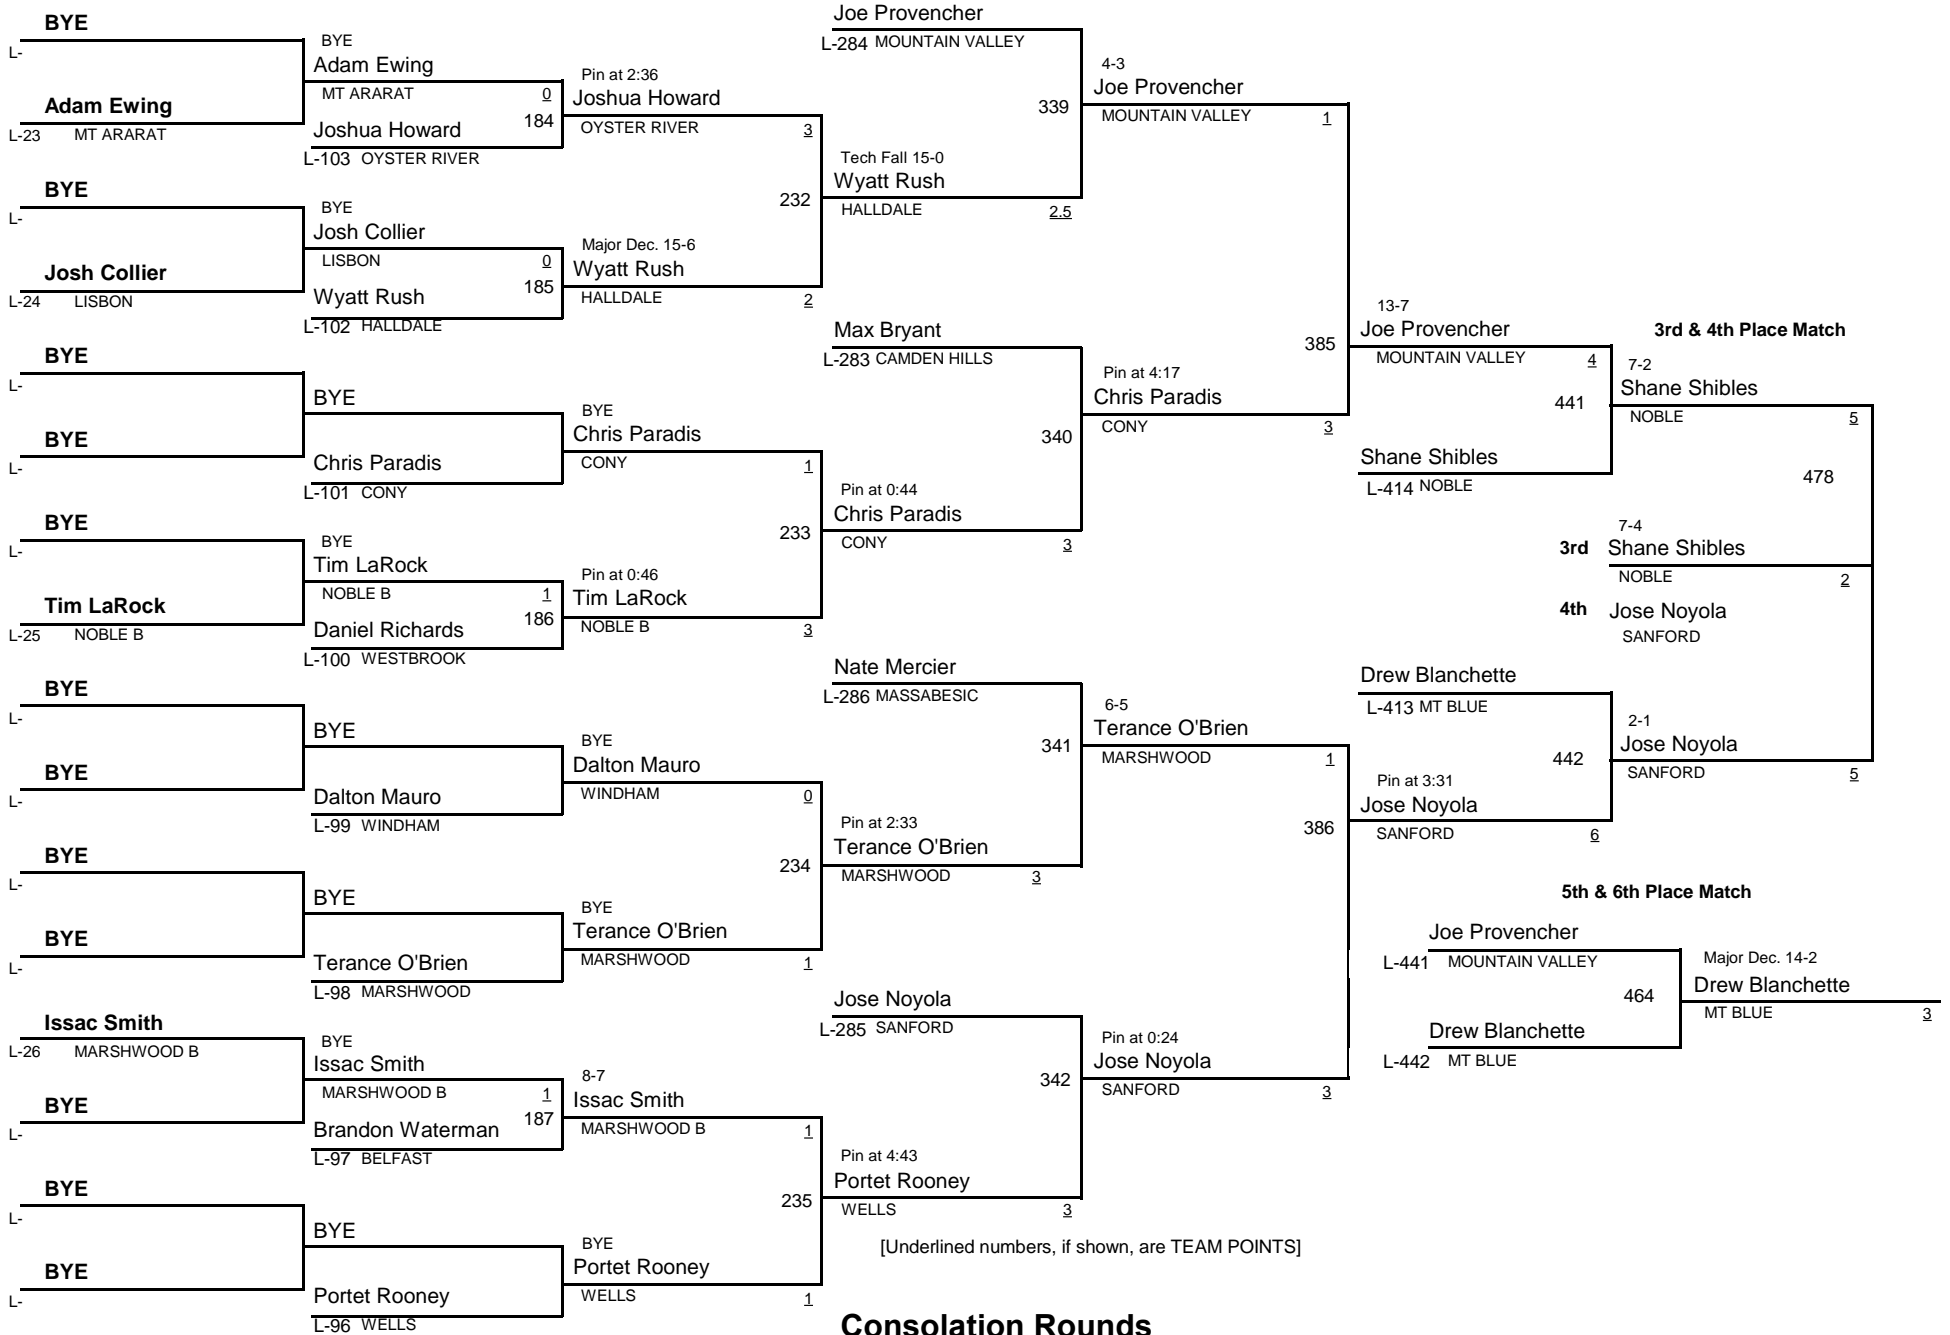 BYE
L-
Adam Ewing
L-23 MT ARARAT
BYE
L-
Josh Collier
L-24 LISBON
BYE
L-
BYE
L-
BYE
L-
Tim LaRock
L-25 NOBLE B
BYE
L-
BYE
L-
BYE
L-
BYE
L-
Issac Smith
L-26 MARSHWOOD B
BYE
L-
BYE
L-
BYE
L-
BYE
Adam Ewing
MT ARARAT 0
184
Joshua Howard
L-103 OYSTER RIVER
BYE
Josh Collier
LISBON 0
185
Wyatt Rush
L-102 HALLDALE
BYE
Chris Paradis
L-101 CONY
BYE
Tim LaRock
NOBLE B 1
186
Daniel Richards
L-100 WESTBROOK
BYE
Dalton Mauro
L-99 WINDHAM
BYE
Terance O'Brien
L-98 MARSHWOOD
BYE
Issac Smith
MARSHWOOD B 1
187
Brandon Waterman
L-97 BELFAST
BYE
Portet Rooney
L-96 WELLS
Pin at 2:36
Joshua Howard
OYSTER RIVER 3
232
Major Dec. 15-6
Wyatt Rush
HALLDALE 2
BYE
Chris Paradis
CONY 1
233
Pin at 0:46
Tim LaRock
NOBLE B 3
BYE
Dalton Mauro
WINDHAM 0
234
BYE
Terance O'Brien
MARSHWOOD 1
8-7
Issac Smith
MARSHWOOD B 1
235
BYE
Portet Rooney
WELLS 1
Joe Provencher
L-284 MOUNTAIN VALLEY
339
Tech Fall 15-0
Wyatt Rush
HALLDALE 2.5
Max Bryant
L-283 CAMDEN HILLS
340
Pin at 0:44
Chris Paradis
CONY 3
Nate Mercier
L-286 MASSABESIC
341
Pin at 2:33
Terance O'Brien
MARSHWOOD 3
Jose Noyola
L-285 SANFORD
342
Pin at 4:43
Portet Rooney
WELLS 3
4-3
Joe Provencher
MOUNTAIN VALLEY 1
385
Pin at 4:17
Chris Paradis
CONY 3
6-5
Terance O'Brien
MARSHWOOD 1
386
Pin at 0:24
Jose Noyola
SANFORD 3
13-7
Joe Provencher
MOUNTAIN VALLEY 4
441
Shane Shibles
L-414 NOBLE
Drew Blanchette
L-413 MT BLUE
442
Pin at 3:31
Jose Noyola
SANFORD 6
3rd & 4th Place Match
7-2
Shane Shibles
NOBLE 5
478
7-4
3rd Shane Shibles
NOBLE 2
4th Jose Noyola
SANFORD
2-1
Jose Noyola
SANFORD 5
5th & 6th Place Match
Joe Provencher
L-441 MOUNTAIN VALLEY
464
Drew Blanchette
L-442 MT BLUE
Major Dec. 14-2
Drew Blanchette
MT BLUE 3
[Underlined numbers, if shown, are TEAM POINTS]
Consolation Rounds